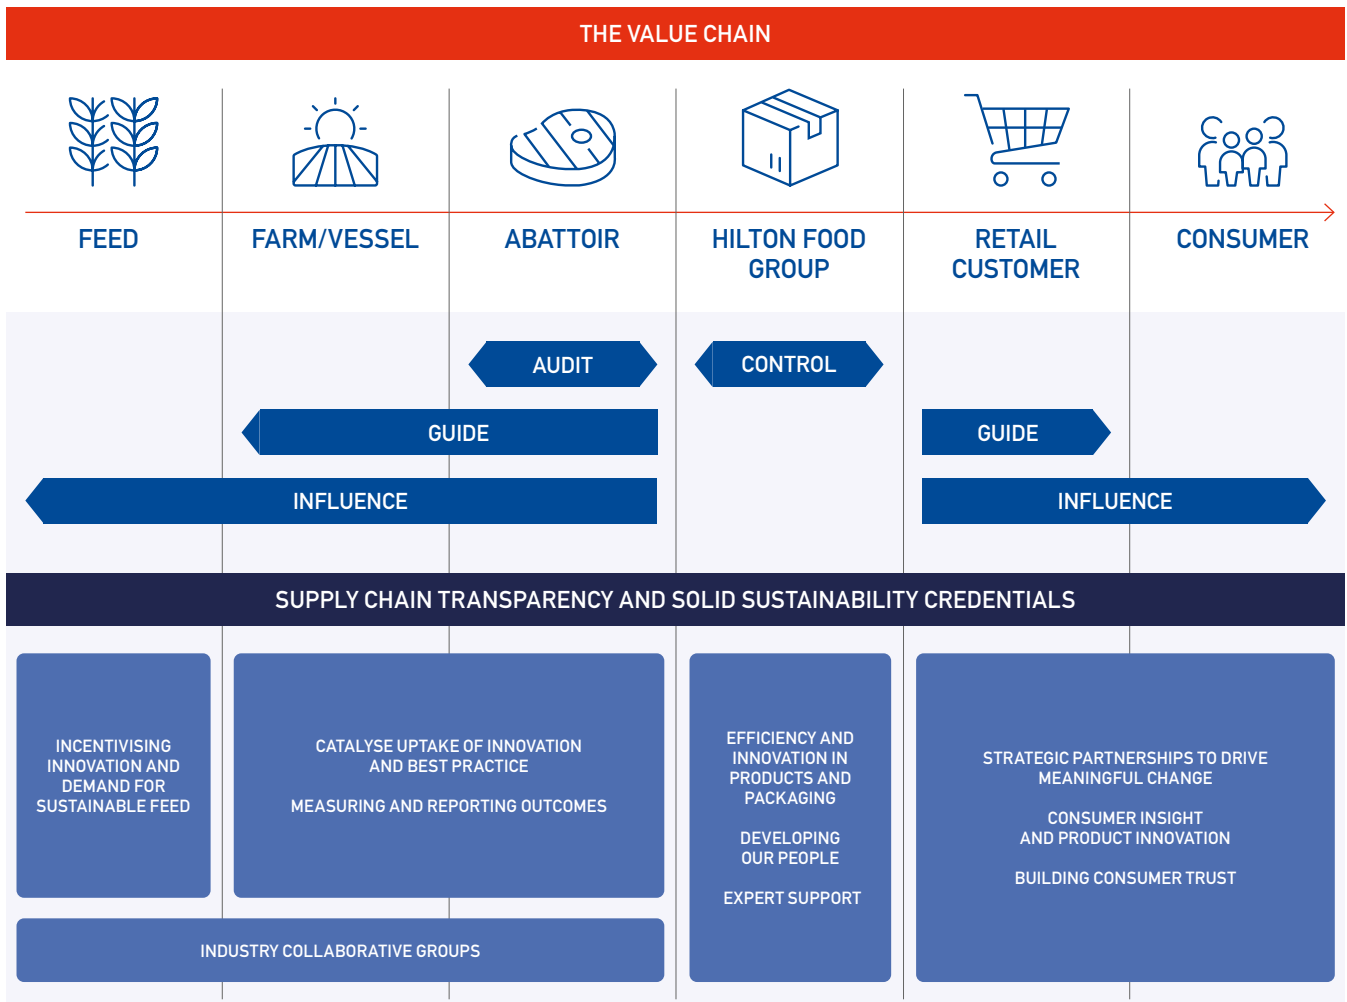 THE VALUE CHAIN
FEED
FARM/VESSEL
ABATTOIR
HILTON FOOD
GROUP
RETAIL
CUSTOMER
CONSUMER
AUDIT
CONTROL
GUIDE
GUIDE
INFLUENCE
INFLUENCE
SUPPLY CHAIN TRANSPARENCY AND SOLID SUSTAINABILITY CREDENTIALS
INCENTIVISING
INNOVATION AND
DEMAND FOR
SUSTAINABLE FEED
CATALYSE UPTAKE OF INNOVATION
AND BEST PRACTICE
MEASURING AND REPORTING OUTCOMES
EFFICIENCY AND
INNOVATION IN
PRODUCTS AND
PACKAGING
DEVELOPING
OUR PEOPLE
EXPERT SUPPORT
STRATEGIC PARTNERSHIPS TO DRIVE
MEANINGFUL CHANGE
CONSUMER INSIGHT
AND PRODUCT INNOVATION
BUILDING CONSUMER TRUST
INDUSTRY COLLABORATIVE GROUPS